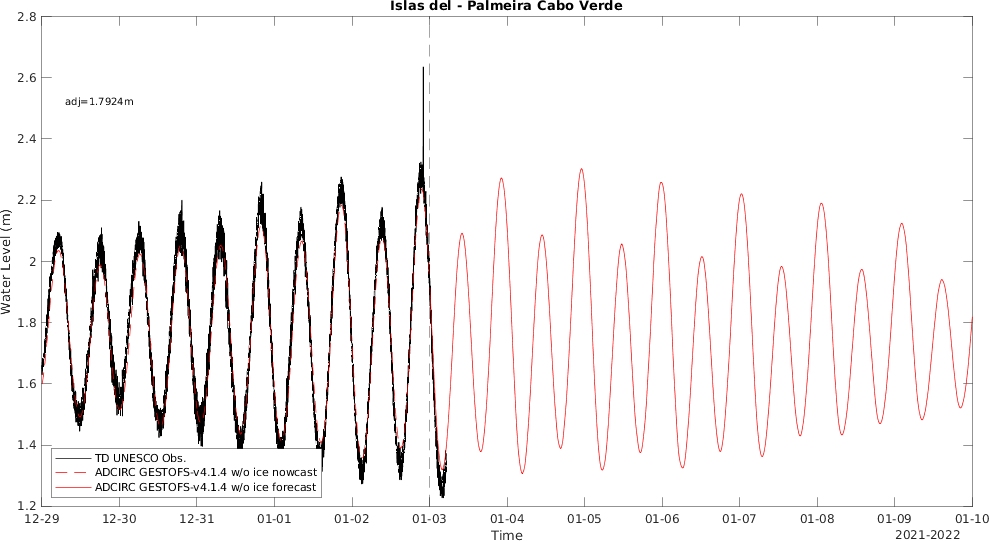 Islas del - Palmeira Cabo Verde
2.8
2.6
adj=1.7924m
2.4
2.2
2
1.8
1.6
1.4
1.2
Water Level (m)
TD UNESCO Obs.
ADCIRC GESTOFS-v4.1.4 w/o ice nowcast
ADCIRC GESTOFS-v4.1.4 w/o ice forecast
12-29 12-30 12-31 01-01 01-02 01-03 01-04 01-05 01-06 01-07 01-08 01-09 01-10
Time
2021-2022